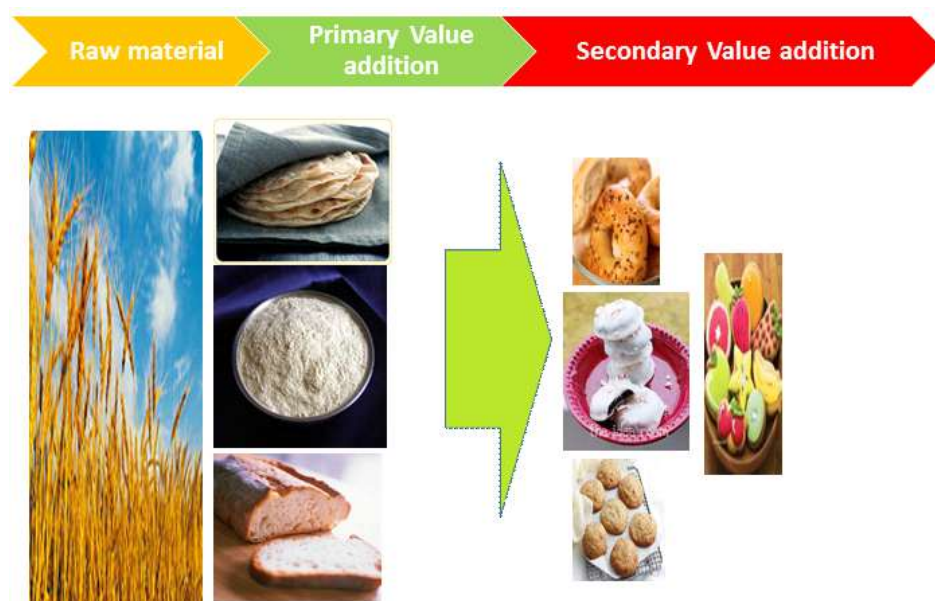 Raw material
Primary Value
addition
Secondary Value addition